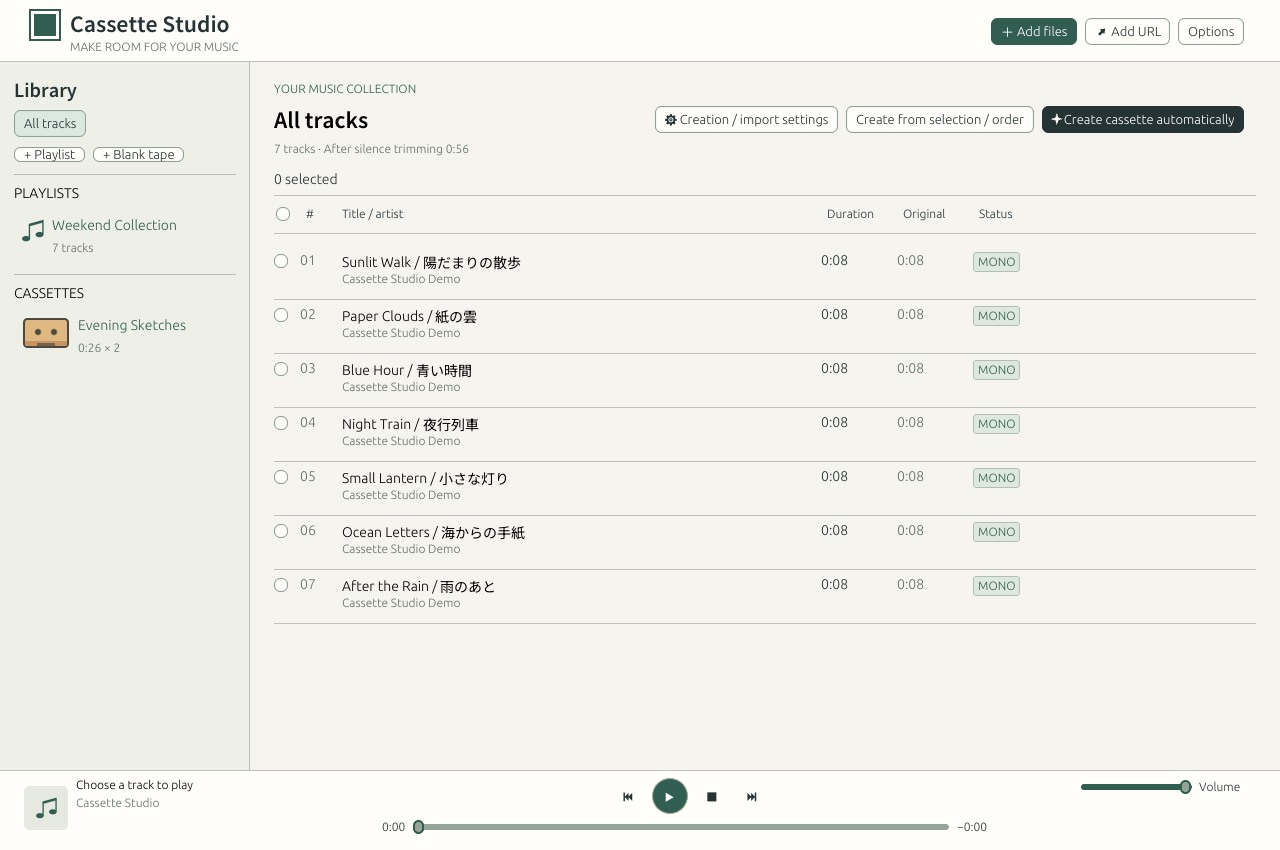 Cassette Studio
MAKE ROOM FOR YOUR MUSIC
+ Add files
Add URL
Options
Library
All tracks
+ Playlist
+ Blank tape
PLAYLISTS
Weekend Collection
7 tracks
CASSETTES
Evening Sketches
0:26 × 2
YOUR MUSIC COLLECTION
All tracks
Creation / import settings
Create from selection / order
Create cassette automatically
7 tracks · After silence trimming 0:56
0 selected
# Title / artist Duration Original Status
01 Sunlit Walk / 陽だまりの散歩 0:08 0:08 MONO
Cassette Studio Demo
02 Paper Clouds / 紙の雲 0:08 0:08 MONO
Cassette Studio Demo
03 Blue Hour / 青い時間 0:08 0:08 MONO
Cassette Studio Demo
04 Night Train / 夜行列車 0:08 0:08 MONO
Cassette Studio Demo
05 Small Lantern / 小さな灯り 0:08 0:08 MONO
Cassette Studio Demo
06 Ocean Letters / 海からの手紙 0:08 0:08 MONO
Cassette Studio Demo
07 After the Rain / 雨のあと 0:08 0:08 MONO
Cassette Studio Demo
Choose a track to play
Cassette Studio
0:00
−0:00
Volume